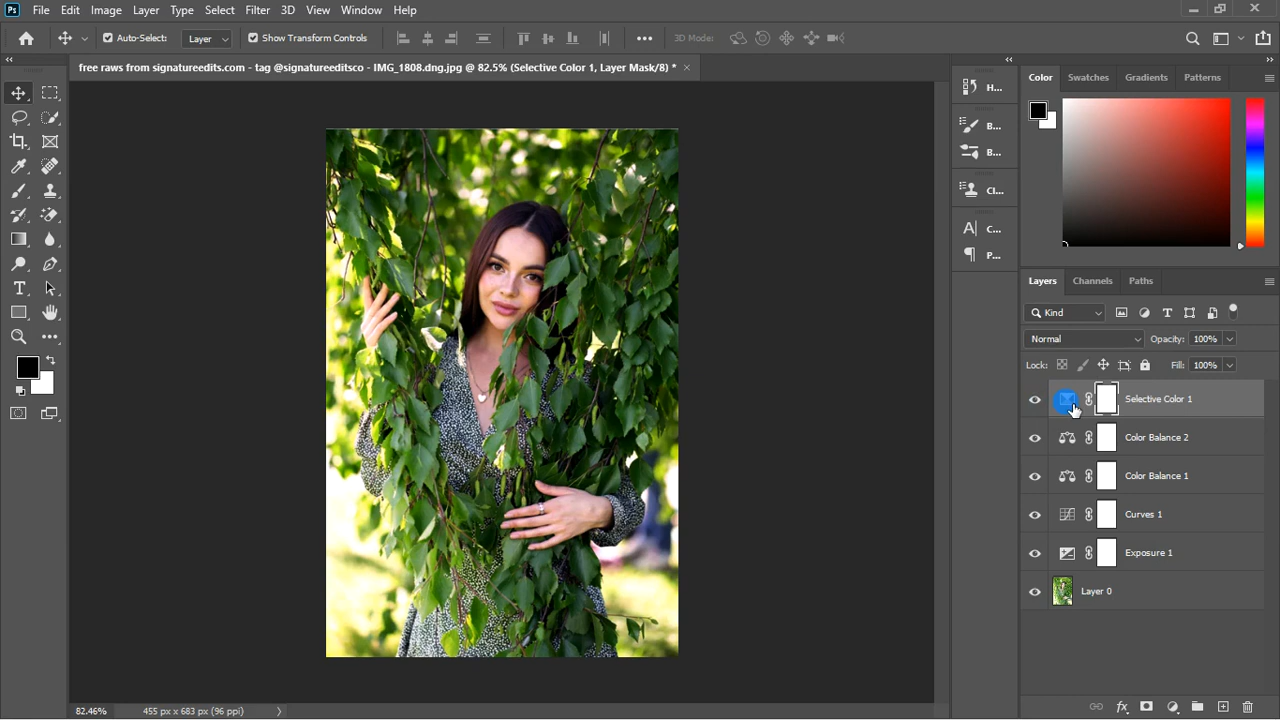 Ps File Edit Image Layer Type Select Filter 3D View Window Help
Auto-Select: Layer Show Transform Controls 3D Mode:
free raws from signatureedits.com - tag @signatureeditsco - IMG_1808.dng.jpg @ 82.5% (Selective Color 1, Layer Mask/8) *
H...
B...
B...
Cl...
C...
P...
Color Swatches Gradients Patterns
Layers Channels Paths
Kind
Normal Opacity: 100%
Lock: Fill: 100%
Selective Color 1
Color Balance 2
Color Balance 1
Curves 1
Exposure 1
Layer 0
82.46% 455 px x 683 px (96 ppi)